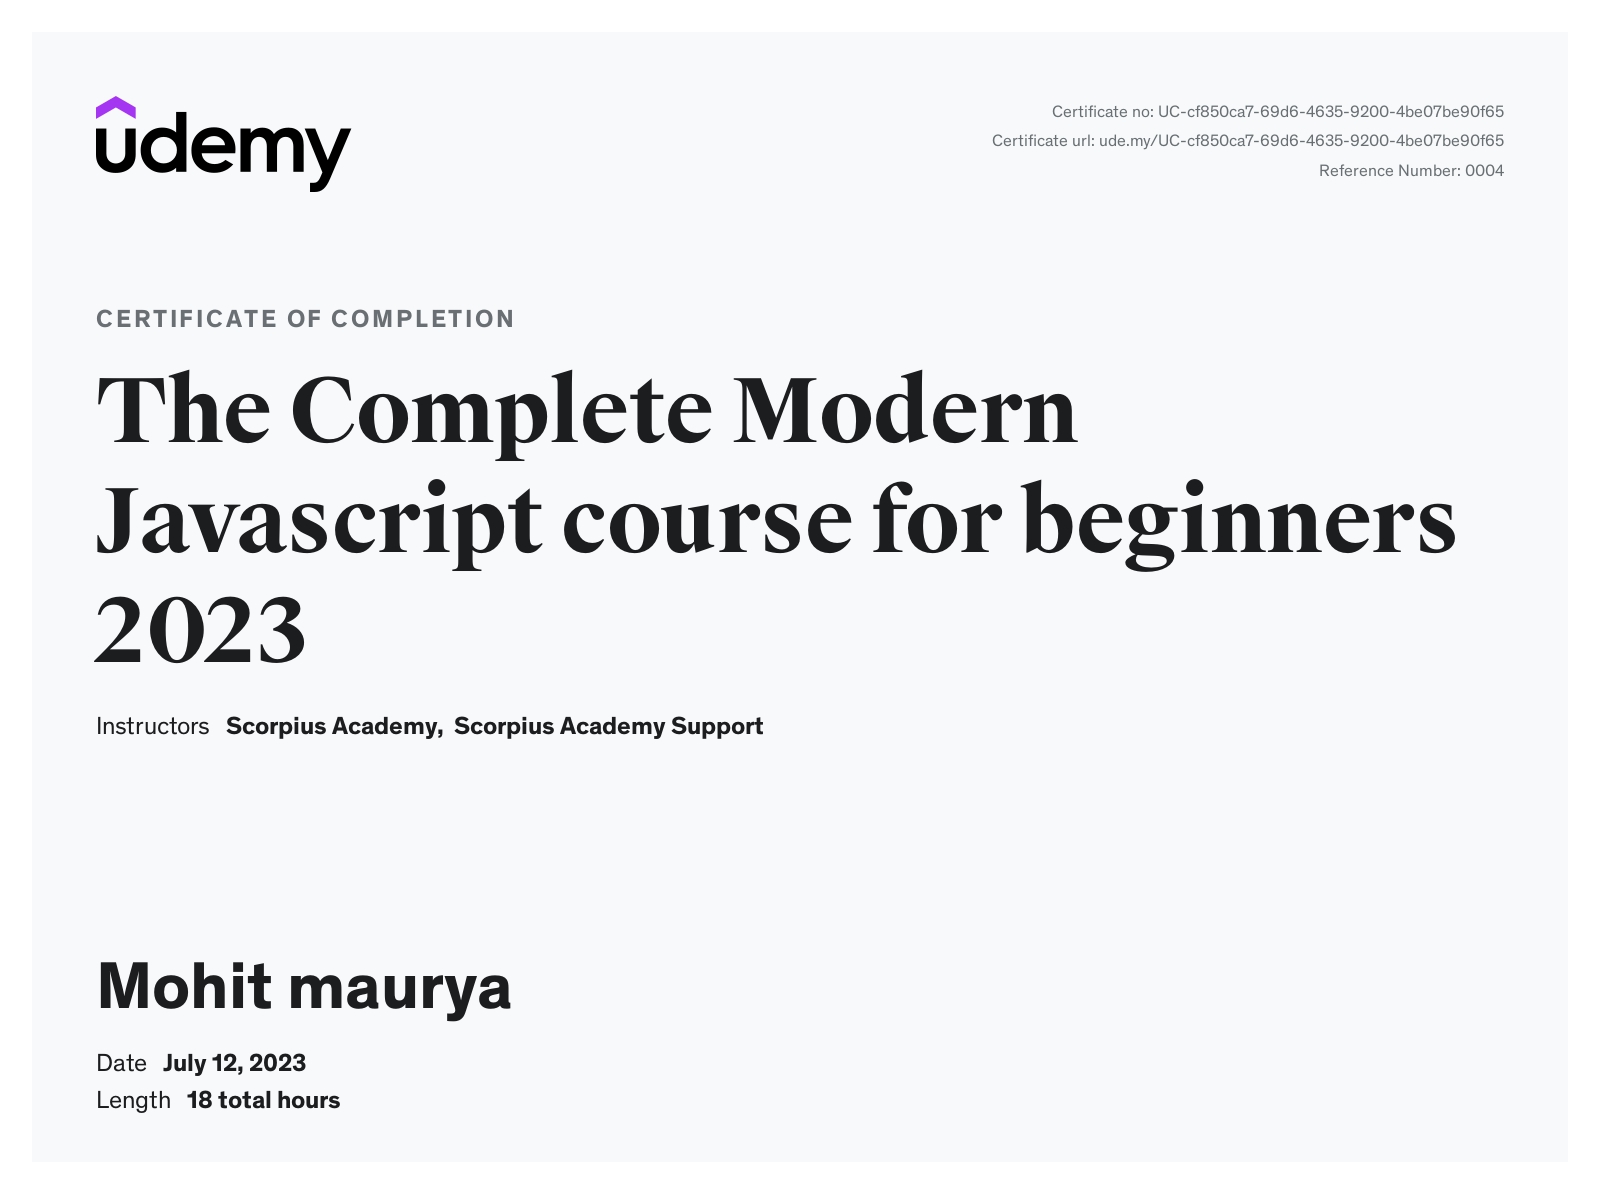 udemy
Certificate no: UC-cf850ca7-69d6-4635-9200-4be07be90f65
Certificate url: ude.my/UC-cf850ca7-69d6-4635-9200-4be07be90f65
Reference Number: 0004
CERTIFICATE OF COMPLETION
The Complete Modern
Javascript course for beginners
2023
Instructors Scorpius Academy, Scorpius Academy Support
Mohit maurya
Date July 12, 2023
Length 18 total hours